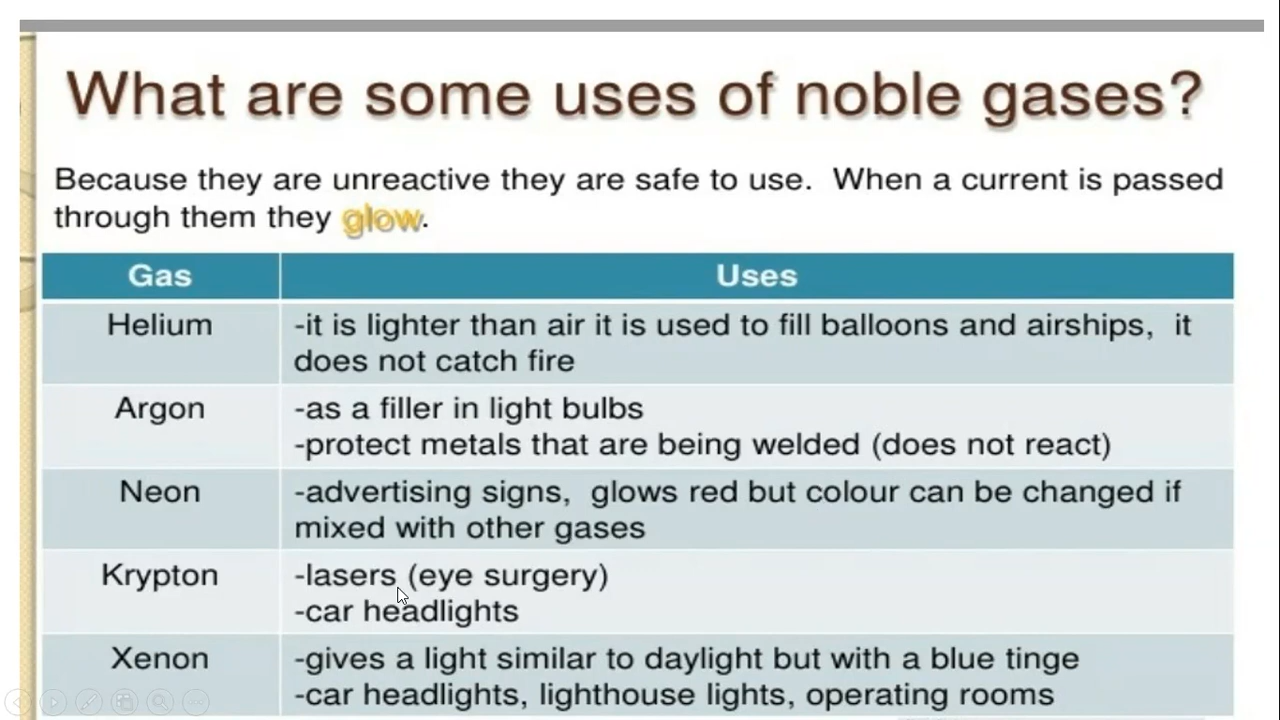 What are some uses of noble gases?
Because they are unreactive they are safe to use. When a current is passed
through them they glow.
Gas Uses
Helium -it is lighter than air it is used to fill balloons and airships, it
does not catch fire
Argon -as a filler in light bulbs
-protect metals that are being welded (does not react)
Neon -advertising signs, glows red but colour can be changed if
mixed with other gases
Krypton -lasers (eye surgery)
-car headlights
Xenon -gives a light similar to daylight but with a blue tinge
-car headlights, lighthouse lights, operating rooms